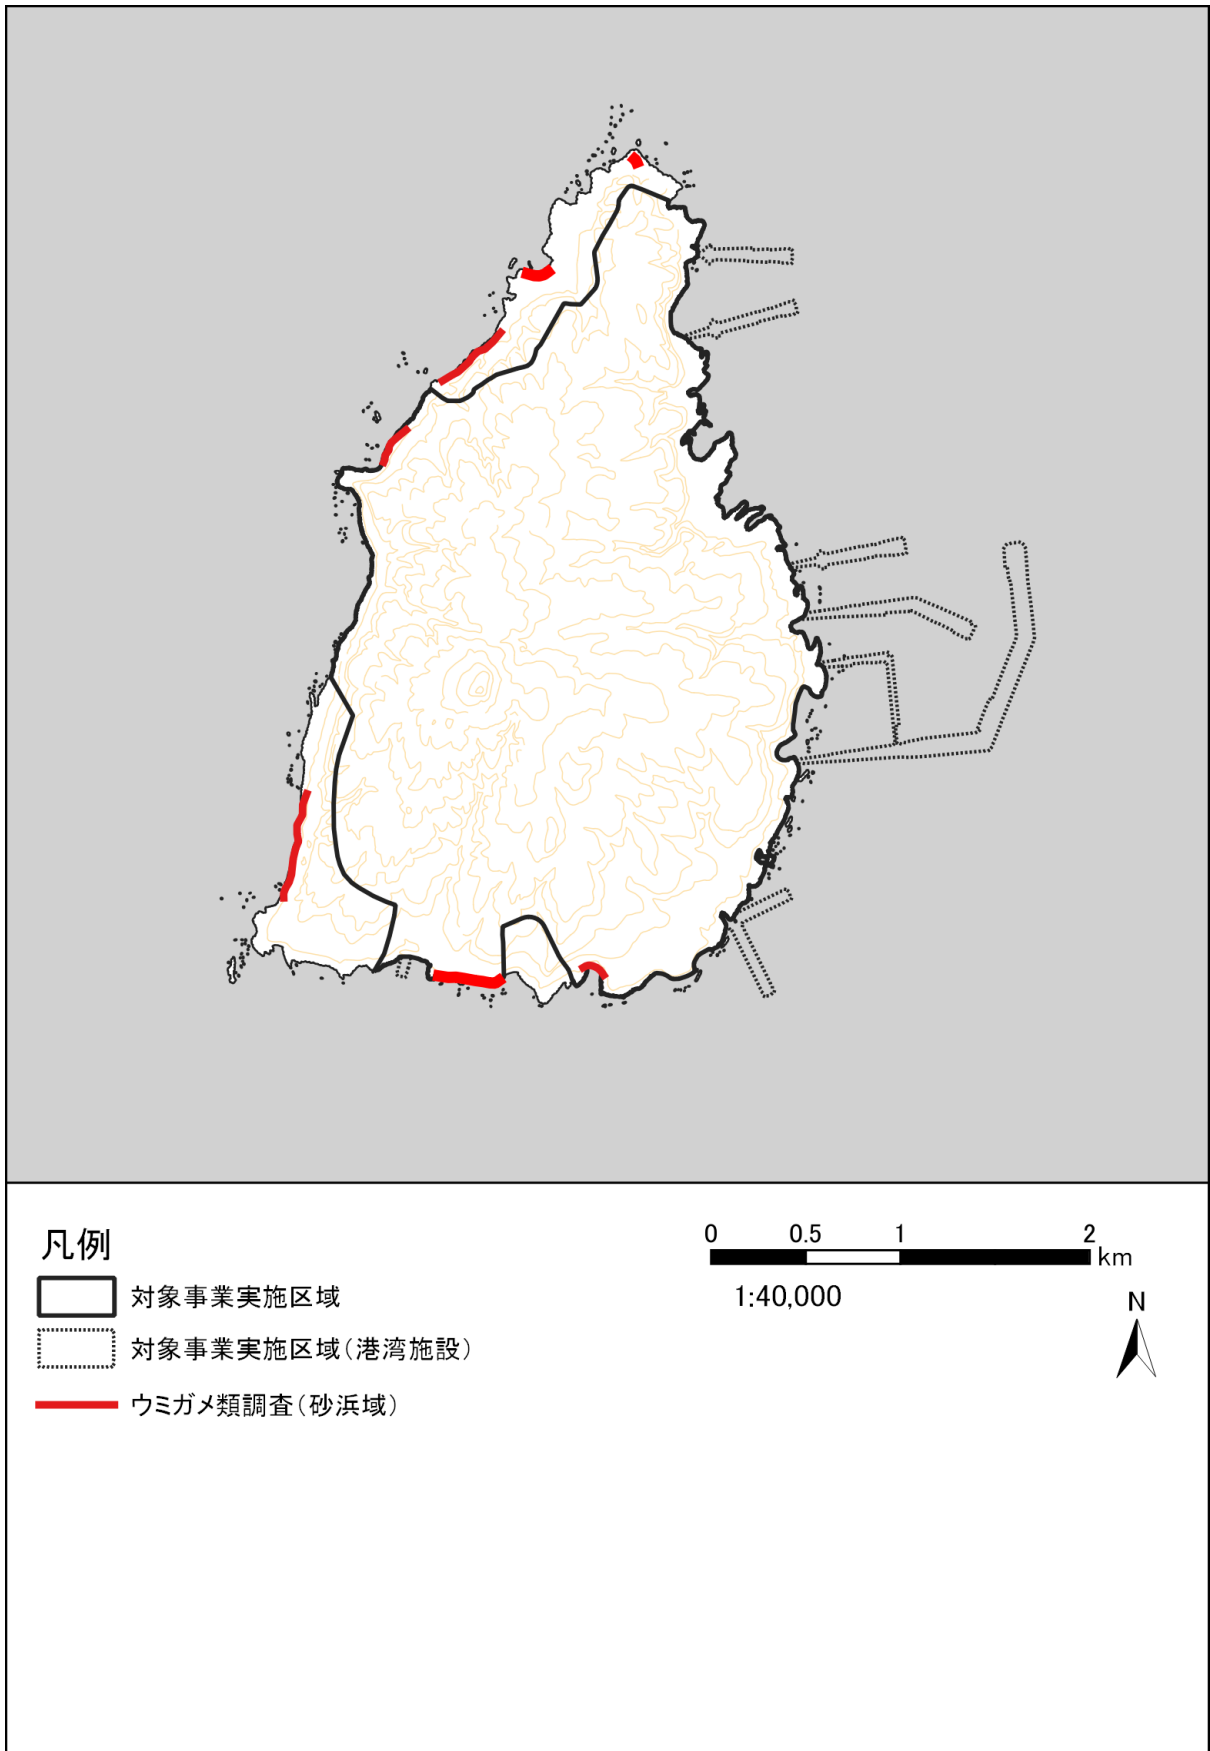 凡例
対象事業実施区域
対象事業実施区域(港湾施設)
ウミガメ類調査(砂浜域)
0 0.5 1 2
km
1:40,000
N